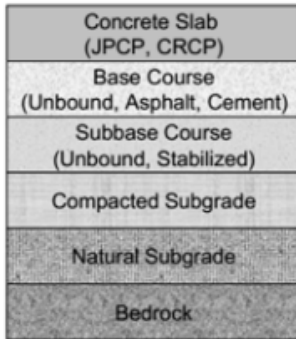 Concrete Slab
(JPCP, CRCP)
Base Course
(Unbound, Asphalt, Cement)
Subbase Course
(Unbound, Stabilized)
Compacted Subgrade
Natural Subgrade
Bedrock